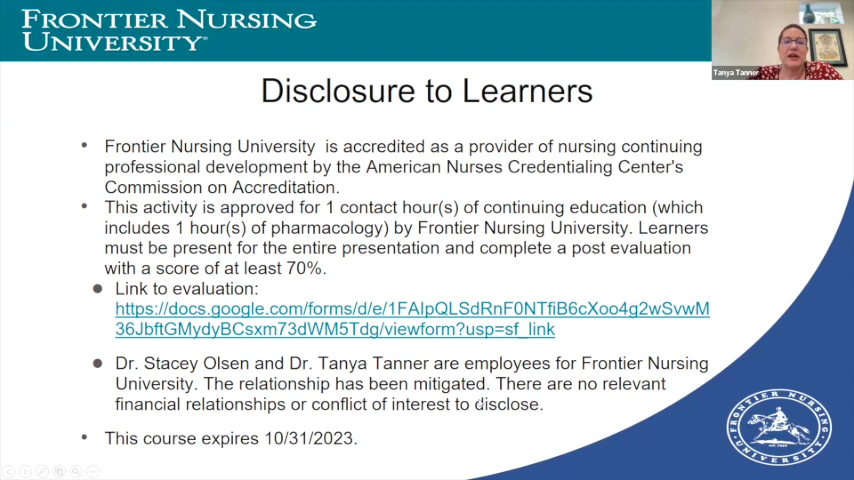 FRONTIER NURSING
UNIVERSITY
Tanya Tanner
Disclosure to Learners
• Frontier Nursing University is accredited as a provider of nursing continuing
professional development by the American Nurses Credentialing Center's
Commission on Accreditation.
• This activity is approved for 1 contact hour(s) of continuing education (which
includes 1 hour(s) of pharmacology) by Frontier Nursing University. Learners
must be present for the entire presentation and complete a post evaluation
with a score of at least 70%.
● Link to evaluation:
https://docs.google.com/forms/d/e/1FAIpQLSdRnF0NTfiB6cXoo4g2wSvwM
36JbftGMydyBCsxm73dWM5Tdg/viewform?usp=sf_link
● Dr. Stacey Olsen and Dr. Tanya Tanner are employees for Frontier Nursing
University. The relationship has been mitigated. There are no relevant
financial relationships or conflict of interest to disclose.
• This course expires 10/31/2023.
FRONTIER NURSING
UNIVERSITY